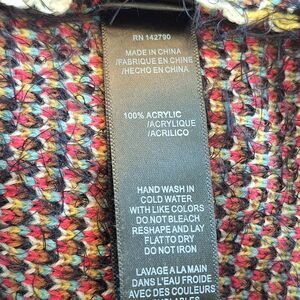 RN 142790
MADE IN CHINA
/FABRIQUE EN CHINE
/HECHO EN CHINA
100% ACRYLIC
/ACRYLIQUE
/ACRILICO
HAND WASH IN
COLD WATER
WITH LIKE COLORS
DO NOT BLEACH
RESHAPE AND LAY
FLAT TO DRY
DO NOT IRON
LAVAGE À LA MAIN
DANS L'EAU FROIDE
AVEC DES COULEURS